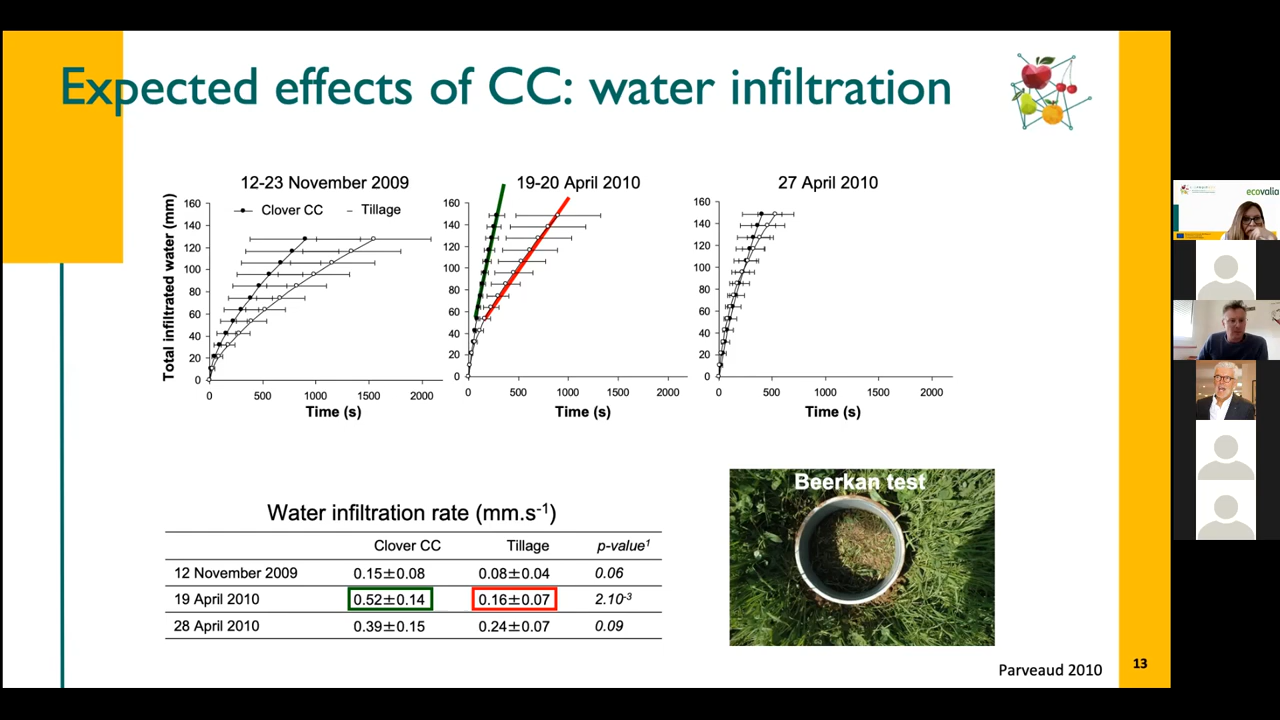 Expected effects of CC: water infiltration
12-23 November 2009
19-20 April 2010
27 April 2010
Total infiltrated water (mm)
160
140
120
100
80
60
40
20
0
Clover CC
Tillage
0 500 1000 1500 2000
Time (s)
160
140
120
100
80
60
40
20
0
0 500 1000 1500 2000
Time (s)
160
140
120
100
80
60
40
20
0
0 500 1000 1500 2000
Time (s)
Water infiltration rate (mm.s-1)
Clover CC Tillage p-value1
12 November 2009 0.15±0.08 0.08±0.04 0.06
19 April 2010 0.52±0.14 0.16±0.07 2.10-3
28 April 2010 0.39±0.15 0.24±0.07 0.09
Beerkan test
Parveaud 2010
13
ecovalia